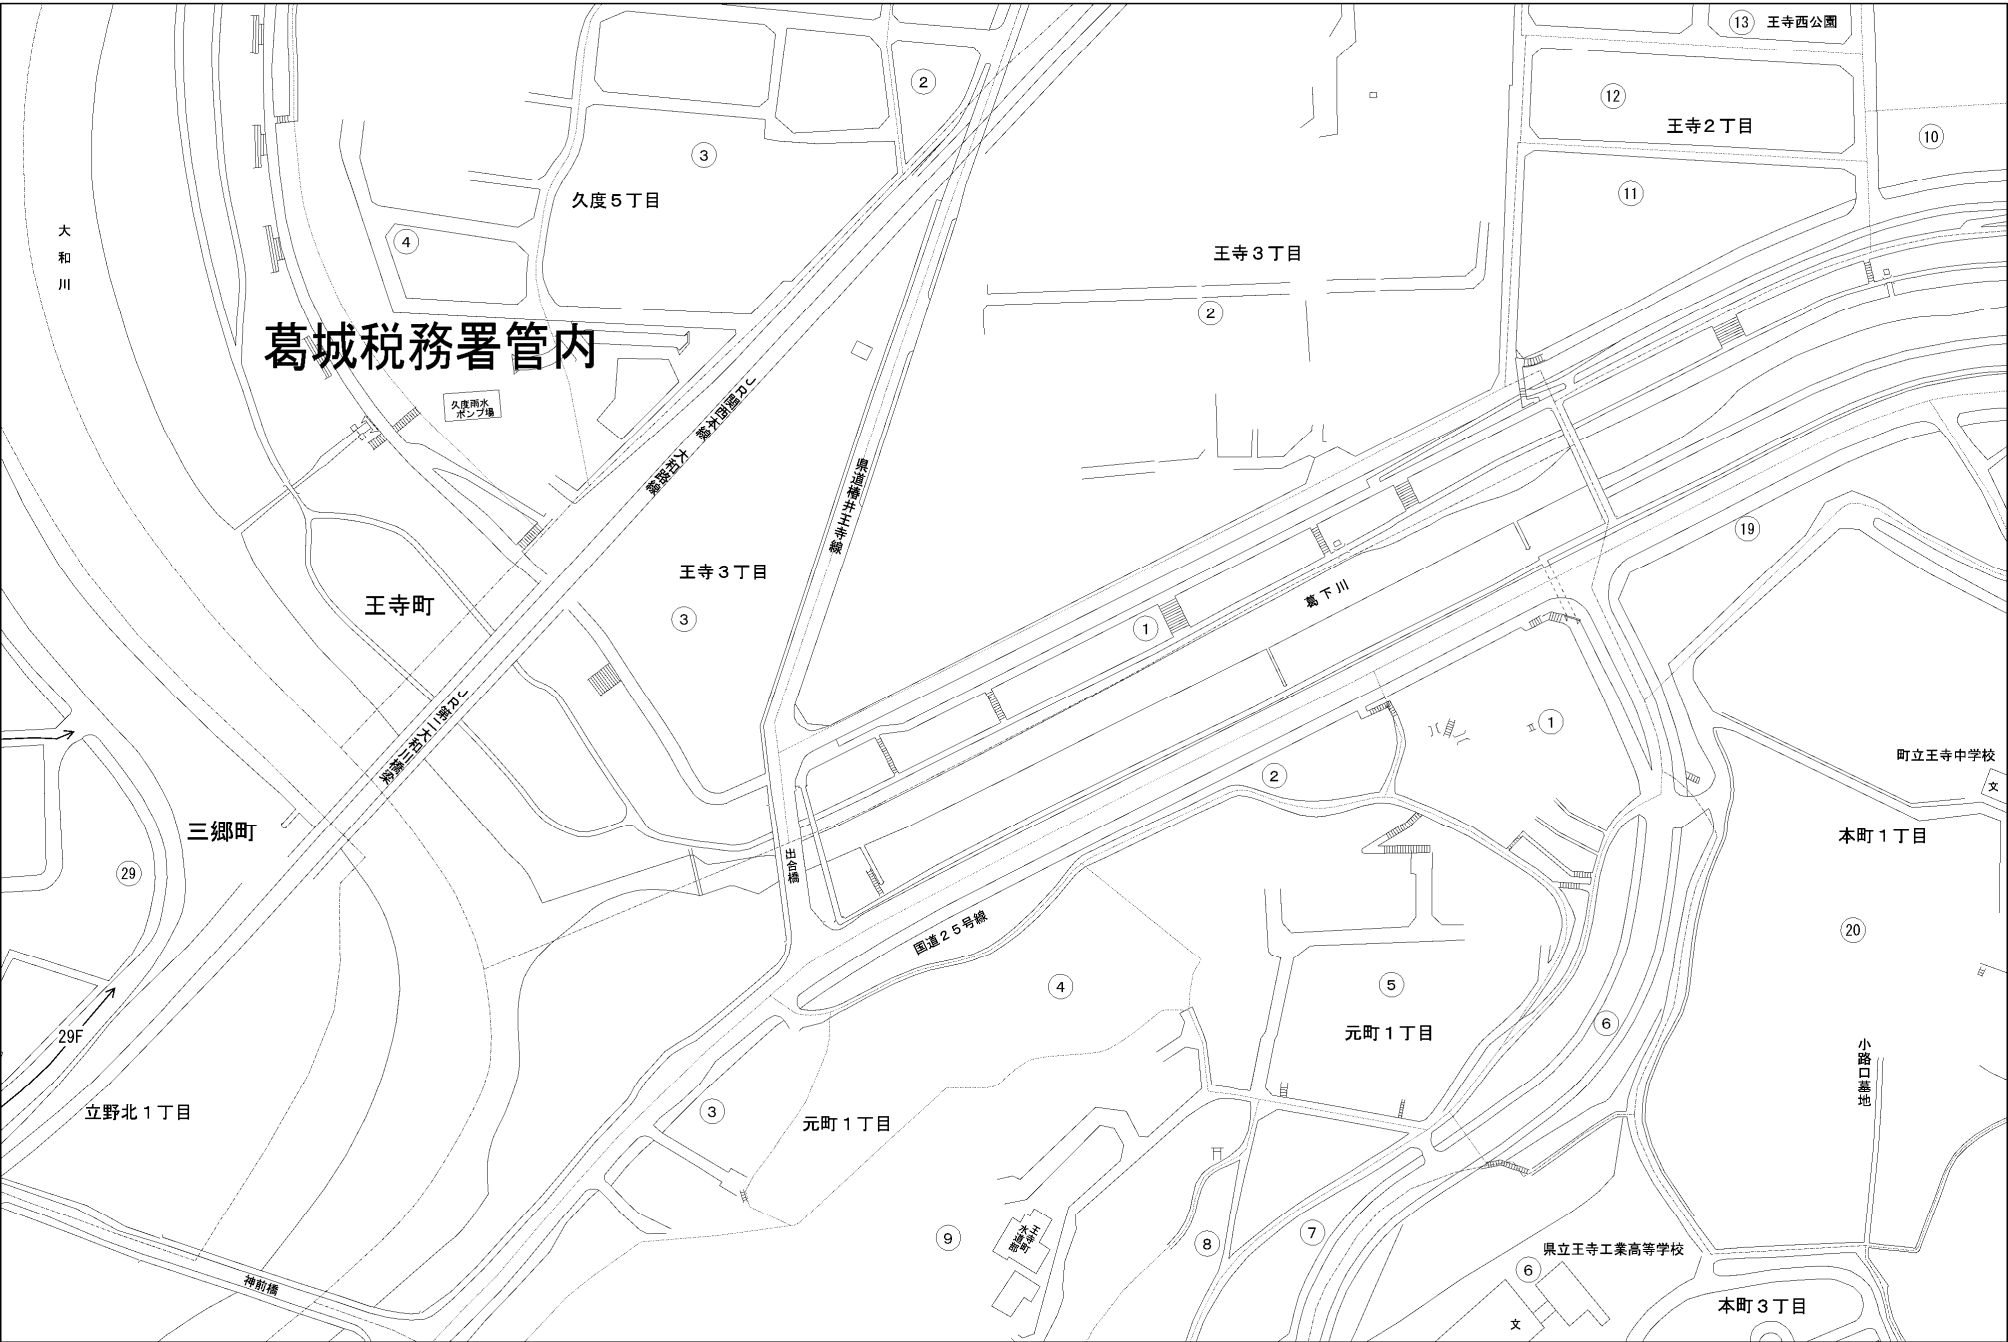 ⑬ 王寺西公園
②
⑫
王寺２丁目
⑩
③
久度５丁目
⑪
④
大和川
王寺３丁目
②
葛城税務署管内
久度雨水
ポンプ場
ＪＲ関西本線 大和路線
県道椿井王寺線
⑲
王寺３丁目
③
王寺町
葛下川
①
①
ＪＲ第二大和川橋梁
②
町立王寺中学校
文
三郷町
本町１丁目
出合橋
㉙
国道２５号線
⑳
④
⑤
⑥
元町１丁目
29F
小路口墓地
立野北１丁目
③
元町１丁目
⑨
王寺町
水道部
⑧
⑦
県立王寺工業高等学校
⑥
神前橋
本町３丁目
文